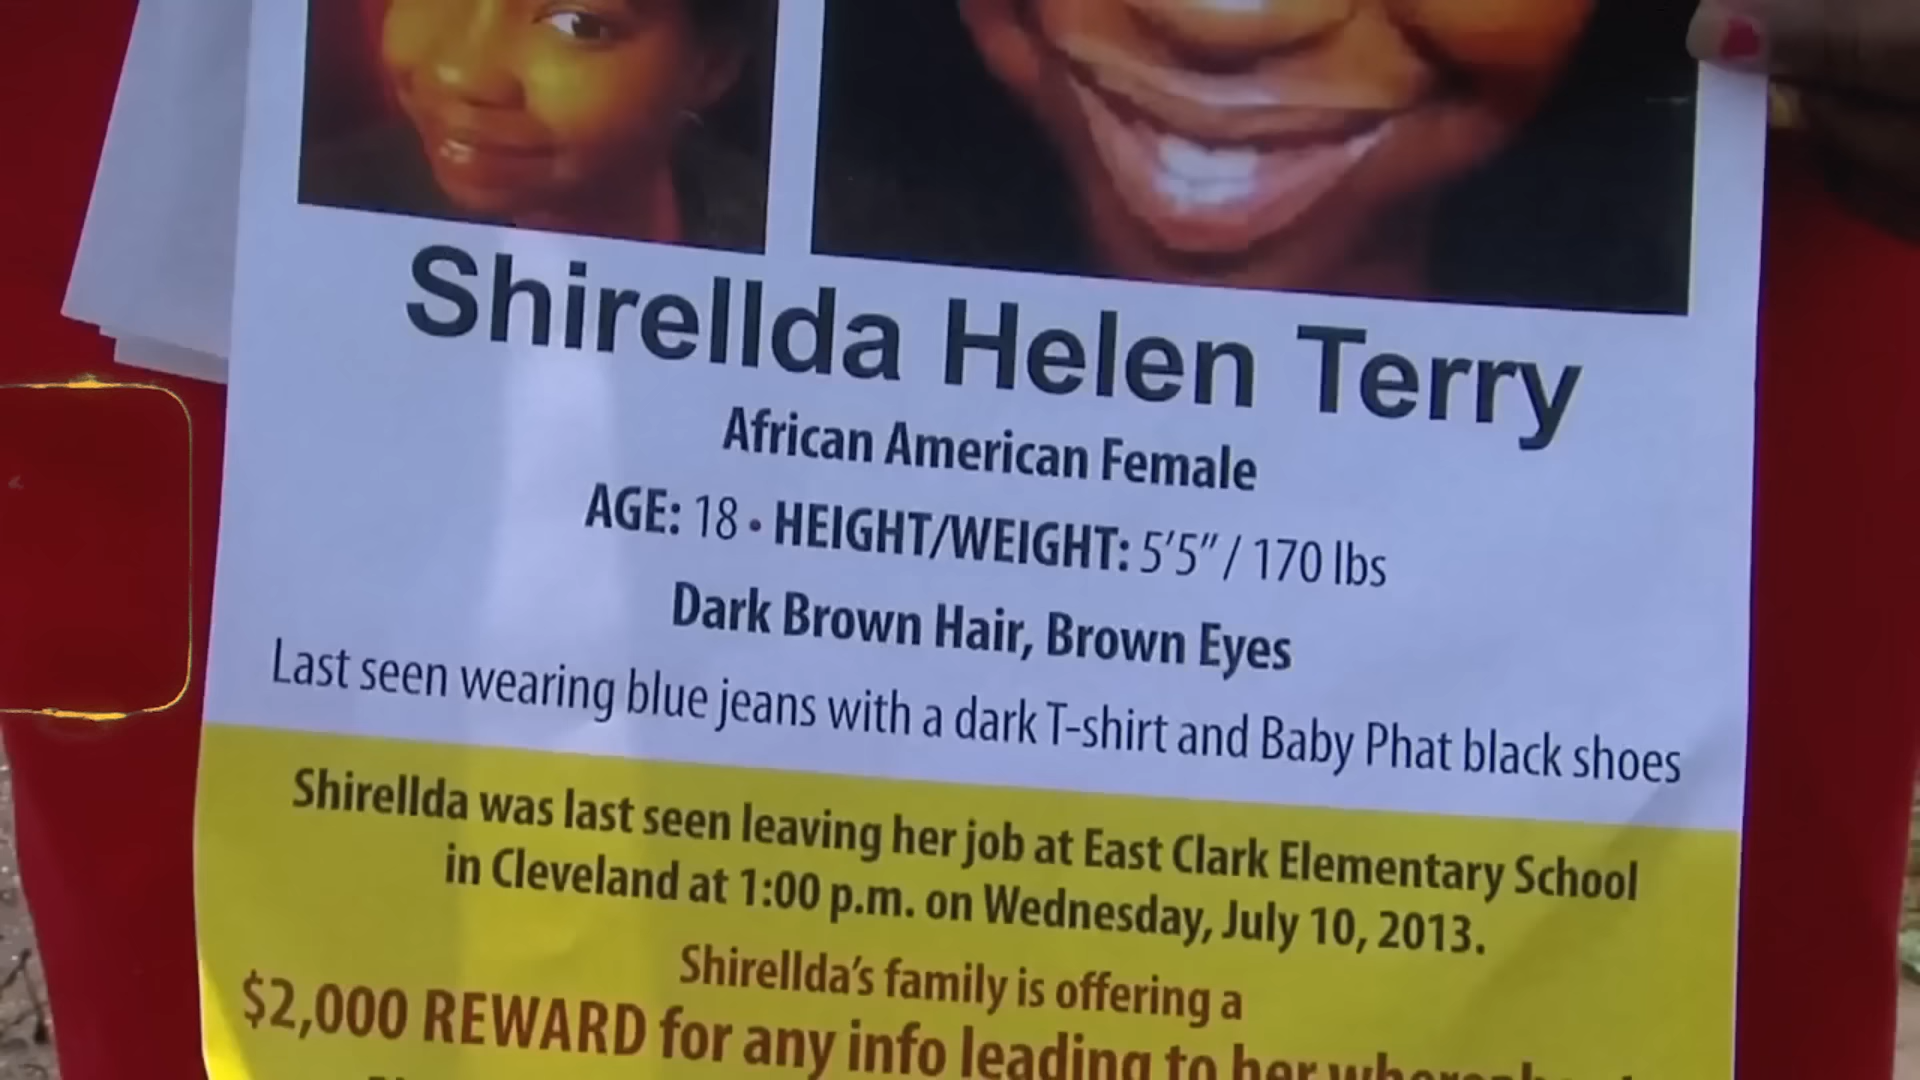 Shirellda Helen Terry
African American Female
AGE: 18 • HEIGHT/WEIGHT: 5'5" / 170 lbs
Dark Brown Hair, Brown Eyes
Last seen wearing blue jeans with a dark T-shirt and Baby Phat black shoes
Shirellda was last seen leaving her job at East Clark Elementary School
in Cleveland at 1:00 p.m. on Wednesday, July 10, 2013.
Shirellda's family is offering a
$2,000 REWARD for any info leading to her